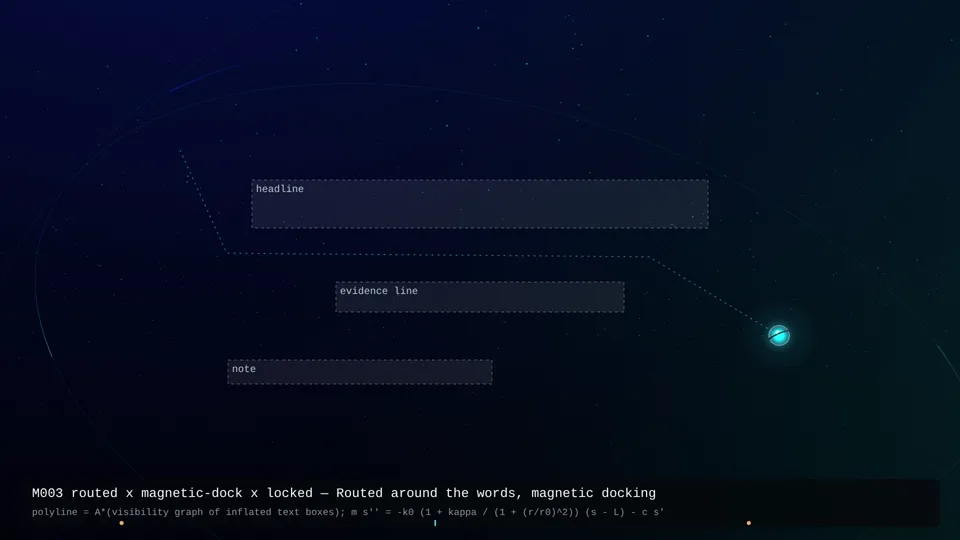 headline
evidence line
note
M003 routed x magnetic-dock x locked — Routed around the words, magnetic docking
polyline = A*(visibility graph of inflated text boxes); m s'' = -k0 (1 + kappa / (1 + (r/r0)^2)) (s - L) - c s'